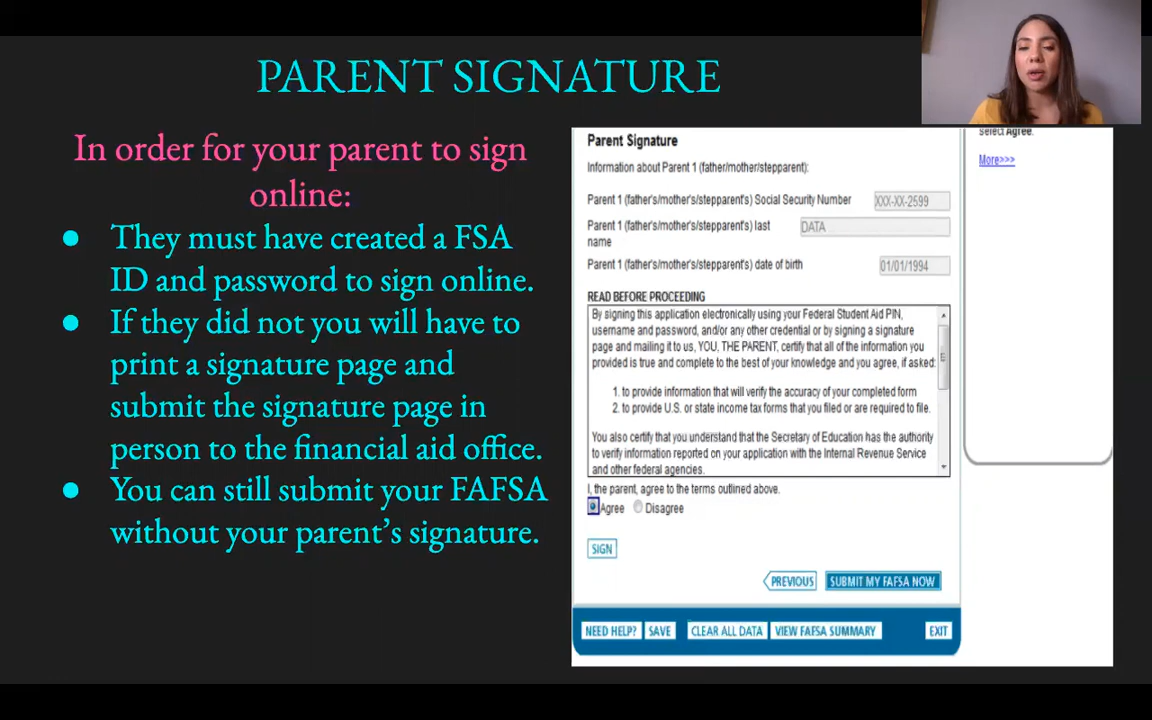 PARENT SIGNATURE
In order for your parent to sign
online:
● They must have created a FSA
ID and password to sign online.
● If they did not you will have to
print a signature page and
submit the signature page in
person to the financial aid office.
● You can still submit your FAFSA
without your parent's signature.
Parent Signature
Information about Parent 1 (father/mother/stepparent):
Parent 1 (father's/mother's/stepparent's) Social Security Number XXX-XX-2599
Parent 1 (father's/mother's/stepparent's) last DATA
name
Parent 1 (father's/mother's/stepparent's) date of birth 01/01/1994
READ BEFORE PROCEEDING
By signing this application electronically using your Federal Student Aid PIN,
username and password, and/or any other credential or by signing a signature
page and mailing it to us, YOU, THE PARENT, certify that all of the information you
provided is true and complete to the best of your knowledge and you agree, if asked:
1. to provide information that will verify the accuracy of your completed form
2. to provide U.S. or state income tax forms that you filed or are required to file.
You also certify that you understand that the Secretary of Education has the authority
to verify information reported on your application with the Internal Revenue Service
and other federal agencies.
I, the parent, agree to the terms outlined above.
Agree Disagree
SIGN
PREVIOUS SUBMIT MY FAFSA NOW
NEED HELP? SAVE CLEAR ALL DATA VIEW FAFSA SUMMARY EXIT
select Agree.
More>>>